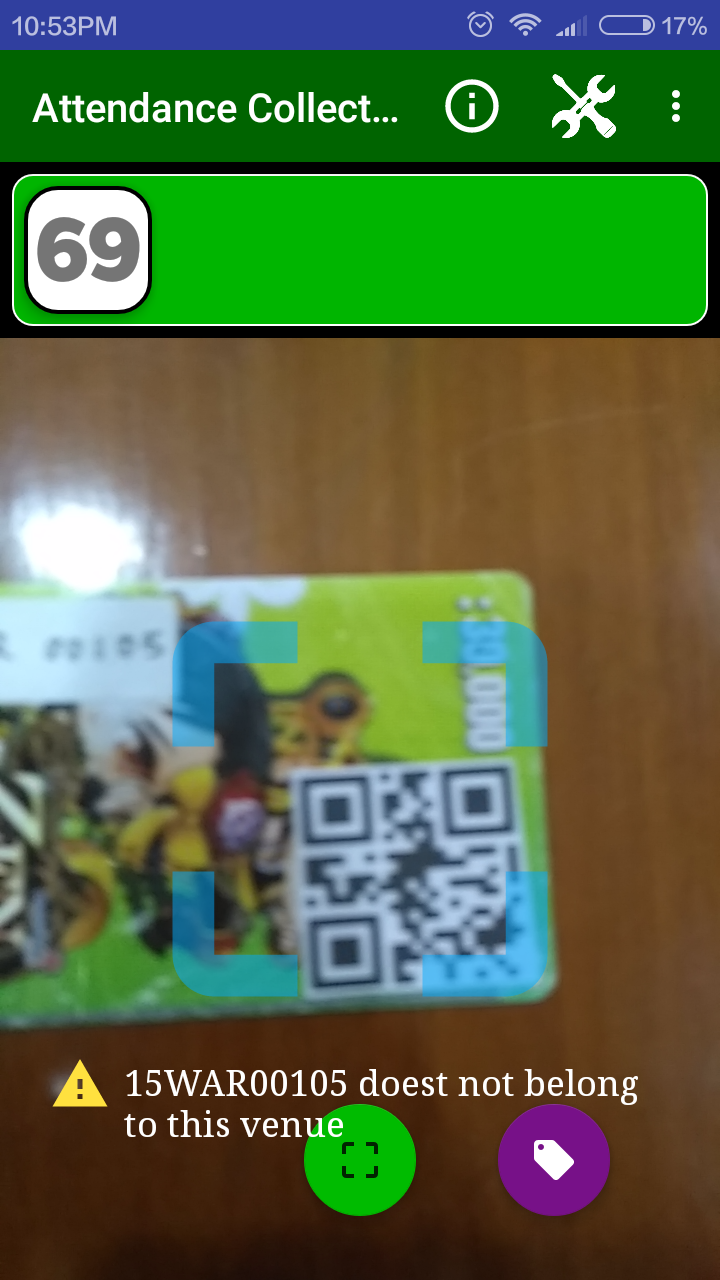 10:53PM 17%
Attendance Collect...
69
00105
15WAR00105 doest not belong
to this venue